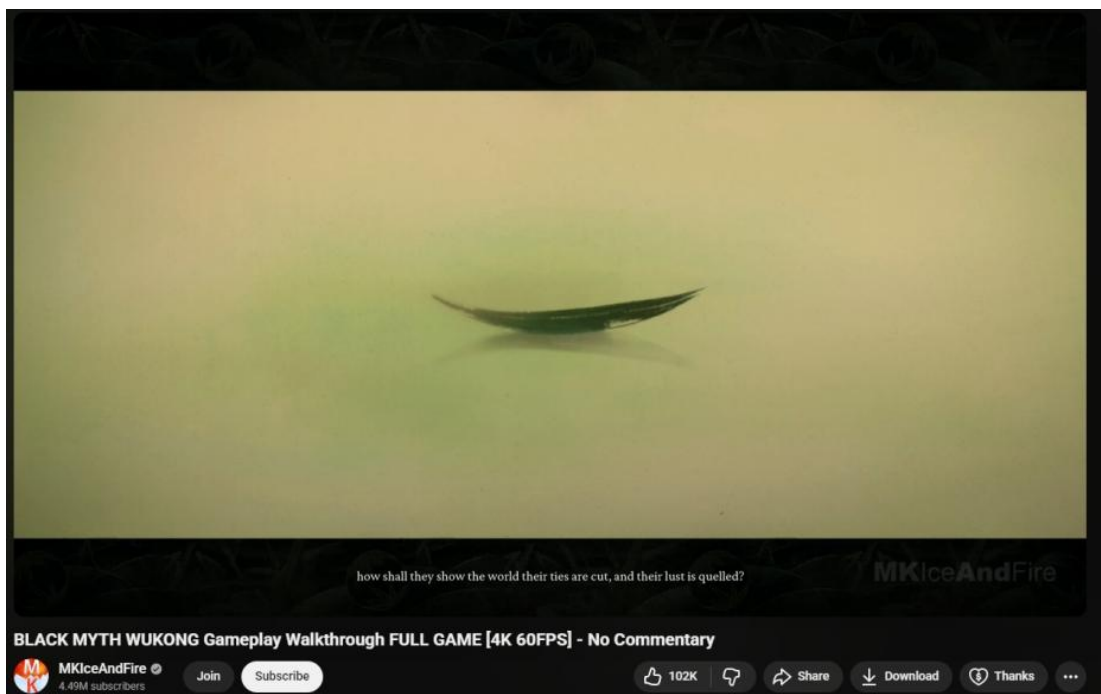 how shall they show the world their ties are cut, and their lust is quelled?
MKIceAndFire
BLACK MYTH WUKONG Gameplay Walkthrough FULL GAME [4K 60FPS] - No Commentary
MK
MKIceAndFire
4.49M subscribers
Join
Subscribe
102K
Share
Download
Thanks